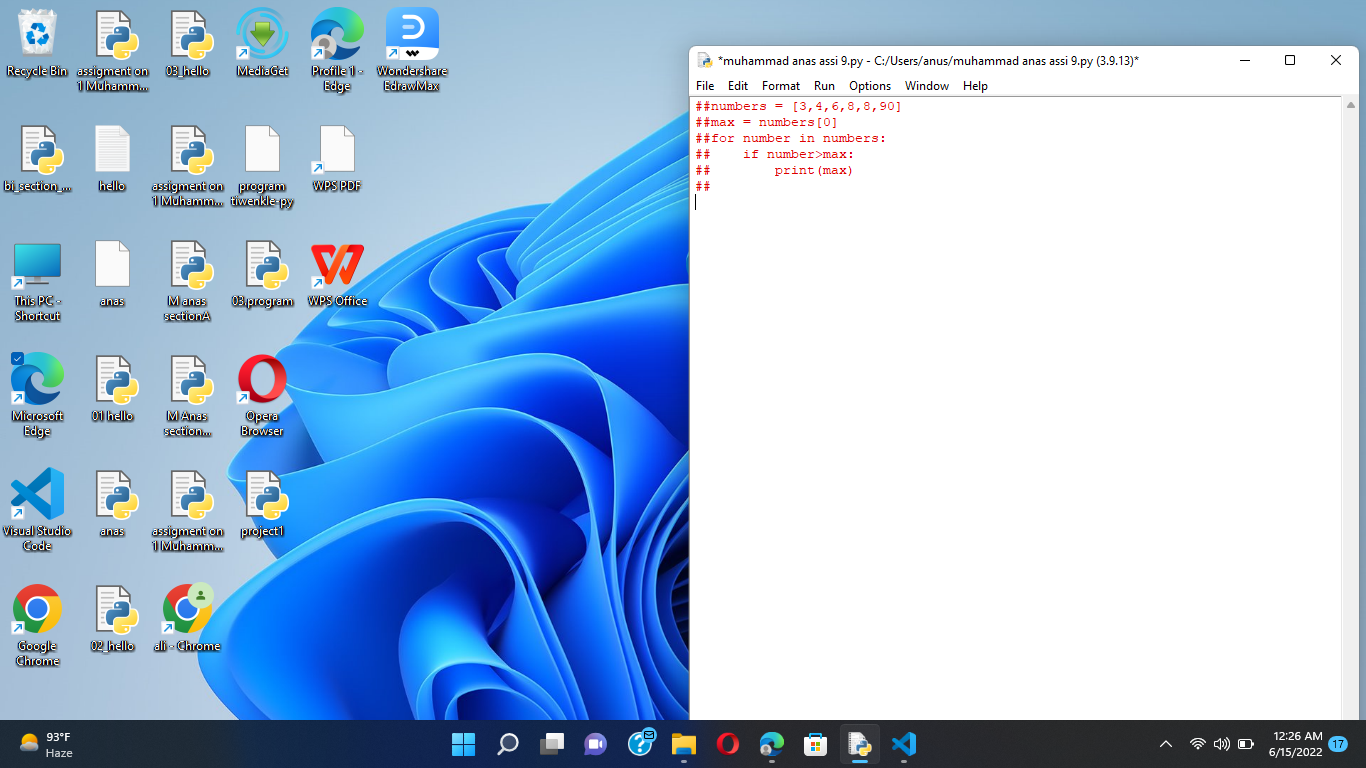 Recycle Bin
assigment on 1 Muhamm...
03_hello
MediaGet
Profile 1 - Edge
Wondershare EdrawMax
bi_section_...
hello
assigment on 1 Muhamm...
program tiwenkle-py
WPS PDF
This PC - Shortcut
anas
M anas sectionA
03.program
WPS Office
Microsoft Edge
01 hello
M Anas section...
Opera Browser
Visual Studio Code
anas
assigment on 1 Muhamm...
project1
Google Chrome
02_hello
ali - Chrome
*muhammad anas assi 9.py - C:/Users/anus/muhammad anas assi 9.py (3.9.13)*
File Edit Format Run Options Window Help
##numbers = [3,4,6,8,8,90]
##max = numbers[0]
##for number in numbers:
##    if number>max:
##        print(max)
##
93°F
Haze
12:26 AM
6/15/2022
17